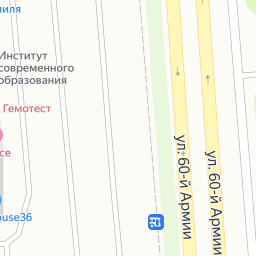 иля
Институт
современного
образования
Гемотест
се
ouse36
ул. 60-й Армии
ул. 60-й Армии